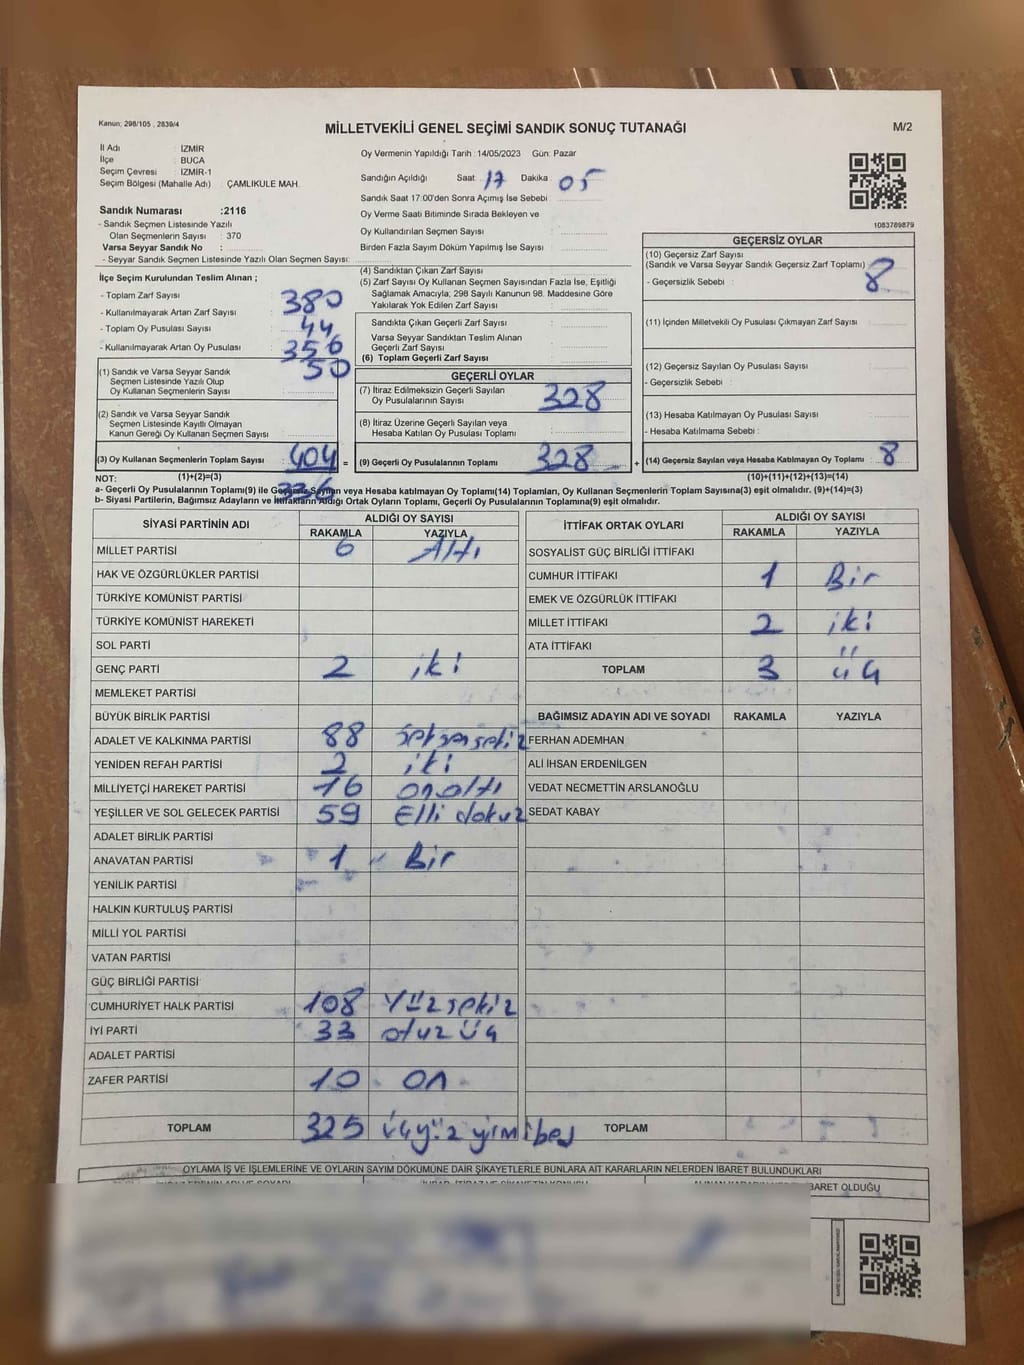 Kanun; 298/105 , 2839/4
MİLLETVEKİLİ GENEL SEÇİMİ SANDIK SONUÇ TUTANAĞI
M/2
İl Adı : İZMİR
İlçe : BUCA
Seçim Çevresi : İZMİR-1
Seçim Bölgesi (Mahalle Adı) : ÇAMLIKULE MAH.
Sandık Numarası :2116
- Sandık Seçmen Listesinde Yazılı
Olan Seçmenlerin Sayısı : 370
Varsa Seyyar Sandık No :
- Seyyar Sandık Seçmen Listesinde Yazılı Olan Seçmen Sayısı:
Oy Vermenin Yapıldığı Tarih :14/05/2023 Gün: Pazar
Sandığın Açıldığı Saat: 17 Dakika: 05
Sandık Saat 17:00'den Sonra Açımış İse Sebebi
Oy Verme Saati Bitiminde Sırada Bekleyen ve
Oy Kullandırılan Seçmen Sayısı
Birden Fazla Sayım Döküm Yapılmış İse Sayısı
1083789879
İlçe Seçim Kurulundan Teslim Alınan ;
- Toplam Zarf Sayısı 380
- Kullanılmayarak Artan Zarf Sayısı : 44
- Toplam Oy Pusulası Sayısı : 356
- Kullanılmayarak Artan Oy Pusulası : 50
(1) Sandık ve Varsa Seyyar Sandık
Seçmen Listesinde Yazılı Olup
Oy Kullanan Seçmenlerin Sayısı
(2) Sandık ve Varsa Seyyar Sandık
Seçmen Listesinde Kayıtlı Olmayan
Kanun Gereği Oy Kullanan Seçmen Sayısı
(3) Oy Kullanan Seçmenlerin Toplam Sayısı 404 =
336
(4) Sandıktan Çıkan Zarf Sayısı
(5) Zarf Sayısı Oy Kullanan Seçmen Sayısından Fazla İse, Eşitliği
Sağlamak Amacıyla, 298 Sayılı Kanunun 98. Maddesine Göre
Yakılarak Yok Edilen Zarf Sayısı
Sandıkta Çıkan Geçerli Zarf Sayısı
Varsa Seyyar Sandıktan Teslim Alınan
Geçerli Zarf Sayısı
(6) Toplam Geçerli Zarf Sayısı
GEÇERLİ OYLAR
(7) İtiraz Edilmeksizin Geçerli Sayılan
Oy Pusulalarının Sayısı 328
(8) İtiraz Üzerine Geçerli Sayılan veya
Hesaba Katılan Oy Pusulası Toplamı
(9) Geçerli Oy Pusulalarının Toplamı 328 +
GEÇERSİZ OYLAR
(10) Geçersiz Zarf Sayısı
(Sandık ve Varsa Seyyar Sandık Geçersiz Zarf Toplamı) 8
- Geçersizlik Sebebi :
(11) İçinden Milletvekili Oy Pusulası Çıkmayan Zarf Sayısı
(12) Geçersiz Sayılan Oy Pusulası Sayısı
- Geçersizlik Sebebi :
(13) Hesaba Katılmayan Oy Pusulası Sayısı
- Hesaba Katılmama Sebebi :
(14) Geçersiz Sayılan veya Hesaba Katılmayan Oy Toplamı 8
NOT: (1)+(2)=(3) (10)+(11)+(12)+(13)=(14)
a- Geçerli Oy Pusulalarının Toplamı(9) ile Geçersiz Sayılan veya Hesaba katılmayan Oy Toplamı(14) Toplamları, Oy Kullanan Seçmenlerin Toplam Sayısına(3) eşit olmalıdır. (9)+(14)=(3)
b- Siyasi Partilerin, Bağımsız Adayların ve İttifakların Aldığı Ortak Oyların Toplamı, Geçerli Oy Pusulalarının Toplamına(9) eşit olmalıdır.
SİYASİ PARTİNİN ADI ALDIĞI OY SAYISI
RAKAMLA YAZIYLA
MİLLET PARTİSİ 6 Altı
HAK VE ÖZGÜRLÜKLER PARTİSİ
TÜRKİYE KOMÜNİST PARTİSİ
TÜRKİYE KOMÜNİST HAREKETİ
SOL PARTİ
GENÇ PARTİ 2 iki
MEMLEKET PARTİSİ
BÜYÜK BİRLİK PARTİSİ
ADALET VE KALKINMA PARTİSİ 88 Seksensekiz
YENİDEN REFAH PARTİSİ 2 iki
MİLLİYETÇİ HAREKET PARTİSİ 16 onaltı
YEŞİLLER VE SOL GELECEK PARTİSİ 59 Elli dokuz
ADALET BİRLİK PARTİSİ
ANAVATAN PARTİSİ 1 Bir
YENİLİK PARTİSİ
HALKIN KURTULUŞ PARTİSİ
MİLLİ YOL PARTİSİ
VATAN PARTİSİ
GÜÇ BİRLİĞİ PARTİSİ
CUMHURİYET HALK PARTİSİ 108 Yüzsekiz
İYİ PARTİ 33 otuz üç
ADALET PARTİSİ
ZAFER PARTİSİ 10 on
TOPLAM 325 üçyüz yirmibeş
İTTİFAK ORTAK OYLARI ALDIĞI OY SAYISI
RAKAMLA YAZIYLA
SOSYALİST GÜÇ BİRLİĞİ İTTİFAKI
CUMHUR İTTİFAKI 1 Bir
EMEK VE ÖZGÜRLÜK İTTİFAKI
MİLLET İTTİFAKI 2 iki
ATA İTTİFAKI
TOPLAM 3 üç
BAĞIMSIZ ADAYIN ADI VE SOYADI RAKAMLA YAZIYLA
FERHAN ADEMHAN
ALİ İHSAN ERDENİLGEN
VEDAT NECMETTİN ARSLANOĞLU
SEDAT KABAY
TOPLAM
OYLAMA İŞ VE İŞLEMLERİNE VE OYLARIN SAYIM DÖKÜMÜNE DAİR ŞİKAYETLERLE BUNLARA AİT KARARLARIN NELERDEN İBARET BULUNDUKLARI
İBARET OLDUĞU